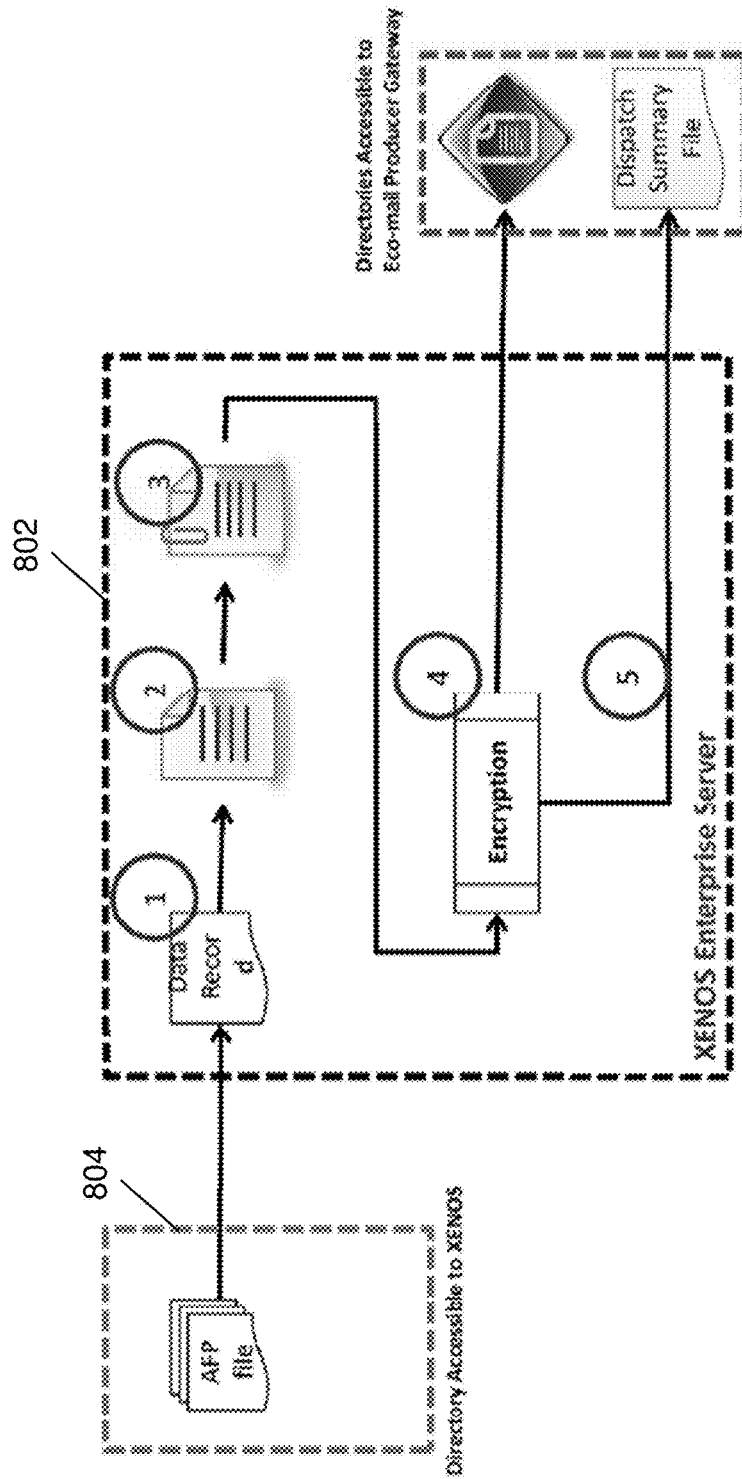 802
804
AFP
file
Directory Accessible to XENOS
1
Data
Recor
d
2
3
4
Encryption
5
XENOS Enterprise Server
Directories Accessible to
Eco-mail Producer Gateway
Dispatch
Summary
File